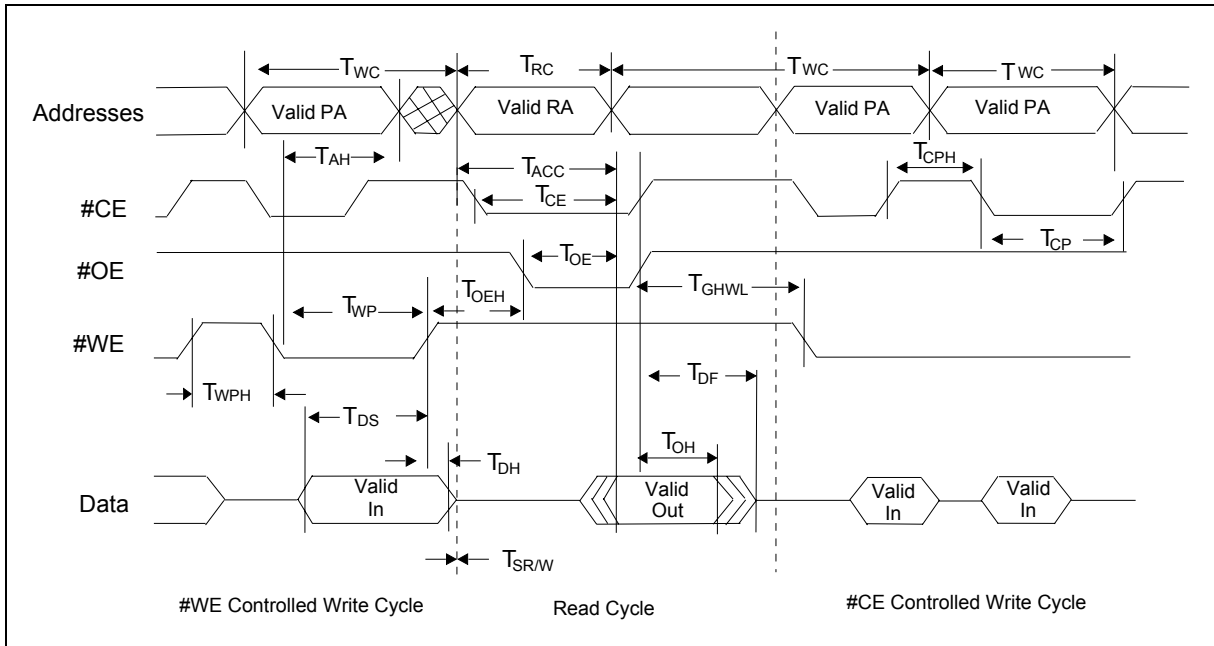 TWC TRC TWC TWC
Addresses Valid PA Valid RA Valid PA Valid PA
TAH TACC TCPH
#CE TCE TCP
#OE TOE
TOEH TGHWL
#WE TWP
TWPH TDF
TDS
TDH TOH
Data Valid In Valid Out Valid In Valid In
TSR/W
#WE Controlled Write Cycle Read Cycle #CE Controlled Write Cycle